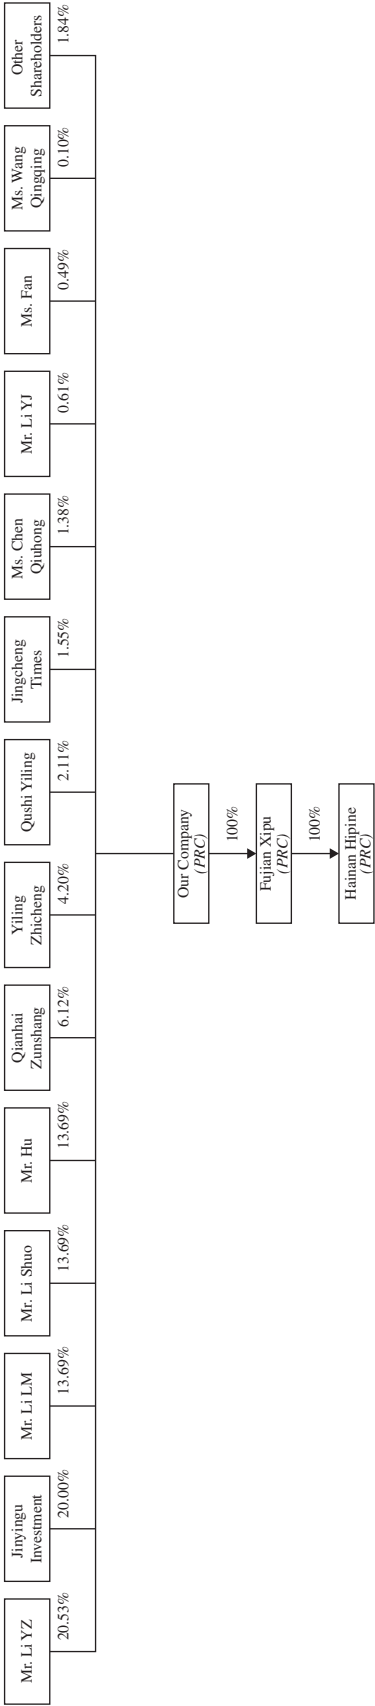 Mr. Li YZ
20.53%
Jinyingu
Investment
20.00%
Mr. Li LM
13.69%
Mr. Li Shuo
13.69%
Mr. Hu
13.69%
Qianhai
Zunshang
6.12%
Yiling
Zhicheng
4.20%
Qushi Yiling
2.11%
Jingcheng
Times
1.55%
Ms. Chen
Qiuhong
1.38%
Mr. Li YJ
0.61%
Ms. Fan
0.49%
Ms. Wang
Qingqing
0.10%
Other
Shareholders
1.84%
Our Company
(PRC)
100%
Fujian Xipu
(PRC)
100%
Hainan Hipine
(PRC)